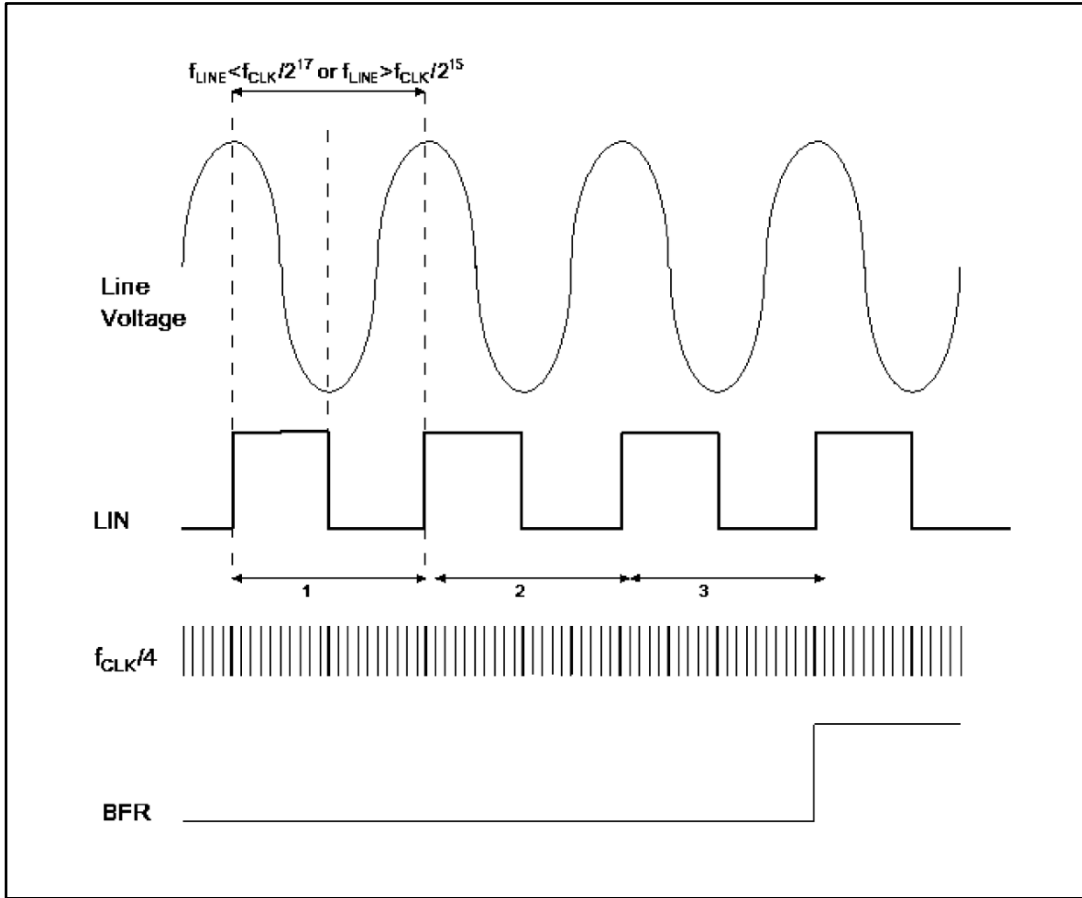 fLINE<fCLK/2^17 or fLINE>fCLK/2^15
Line
Voltage
LIN
1 2 3
fCLK/4
BFR